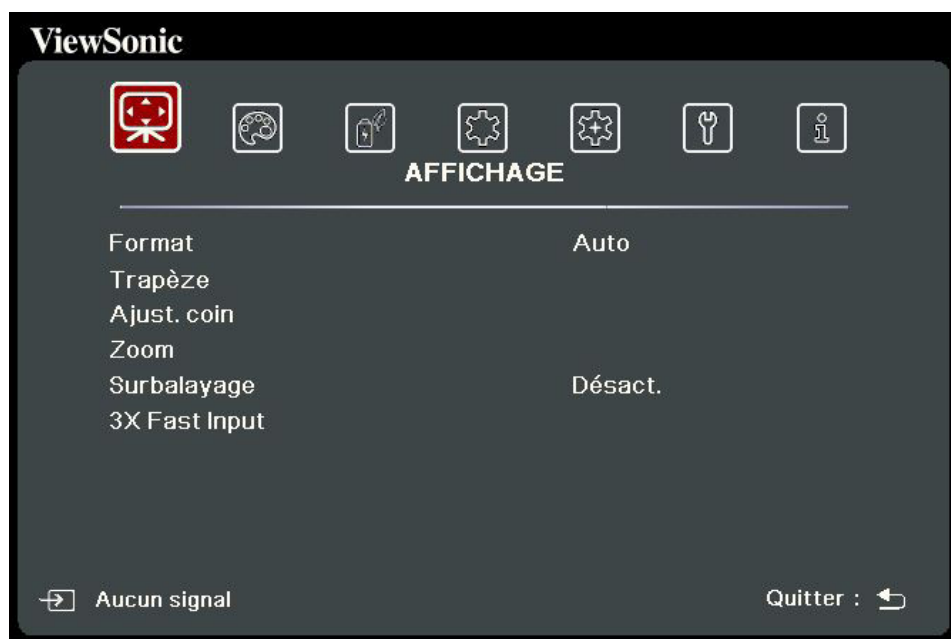 ViewSonic
AFFICHAGE
Format Auto
Trapèze
Ajust. coin
Zoom
Surbalayage Désact.
3X Fast Input
Aucun signal Quitter :